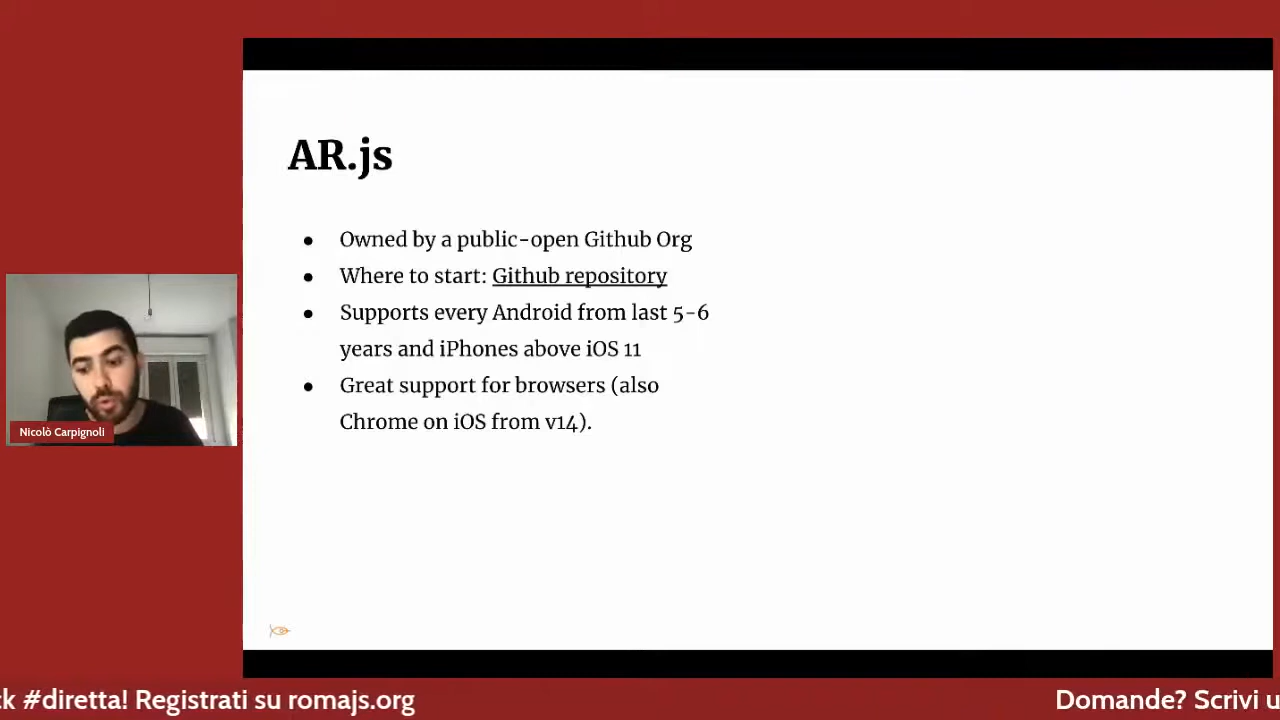 AR.js
● Owned by a public-open Github Org
● Where to start: Github repository
● Supports every Android from last 5-6
years and iPhones above iOS 11
● Great support for browsers (also
Chrome on iOS from v14).
Nicolò Carpignoli
#diretta! Registrati su romajs.org
Domande? Scrivi